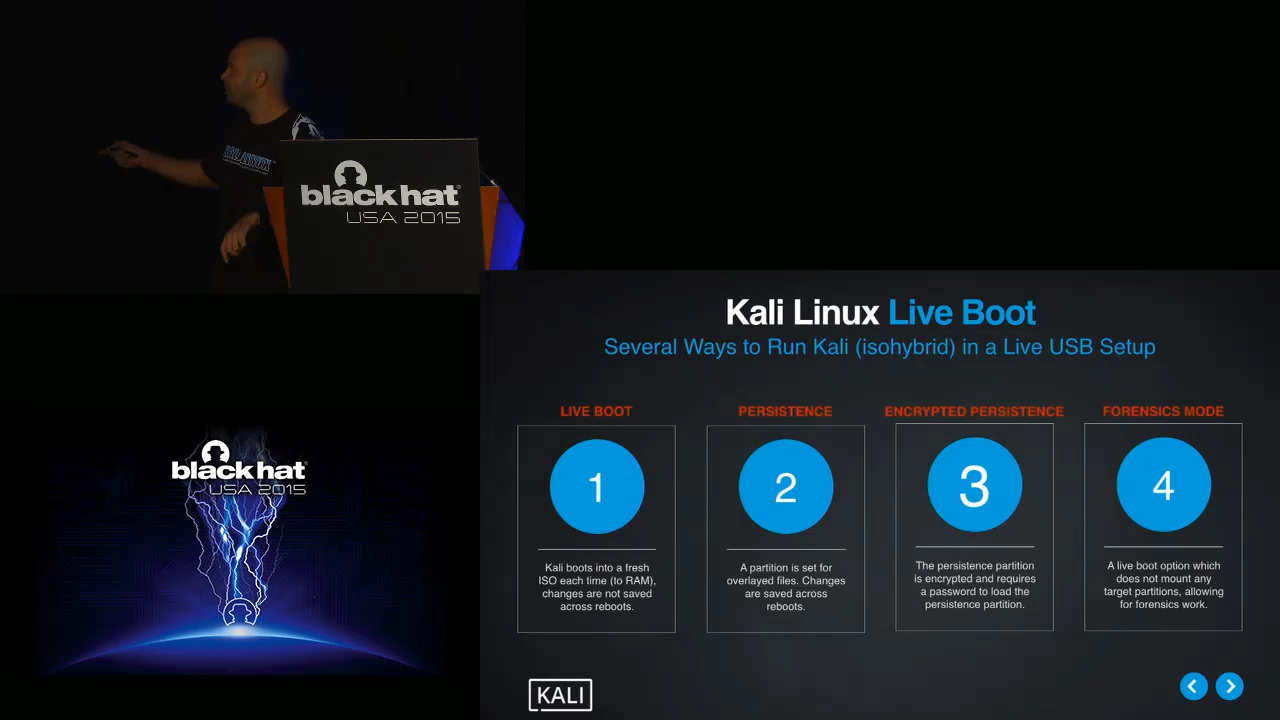 KALI LINUX
black hat
USA 2015
Kali Linux Live Boot
Several Ways to Run Kali (isohybrid) in a Live USB Setup
LIVE BOOT
1
Kali boots into a fresh
ISO each time (to RAM),
changes are not saved
across reboots.
PERSISTENCE
2
A partition is set for
overlayed files. Changes
are saved across
reboots.
ENCRYPTED PERSISTENCE
3
The persistence partition
is encrypted and requires
a password to load the
persistence partition.
FORENSICS MODE
4
A live boot option which
does not mount any
target partitions, allowing
for forensics work.
KALI
black hat
USA 2015